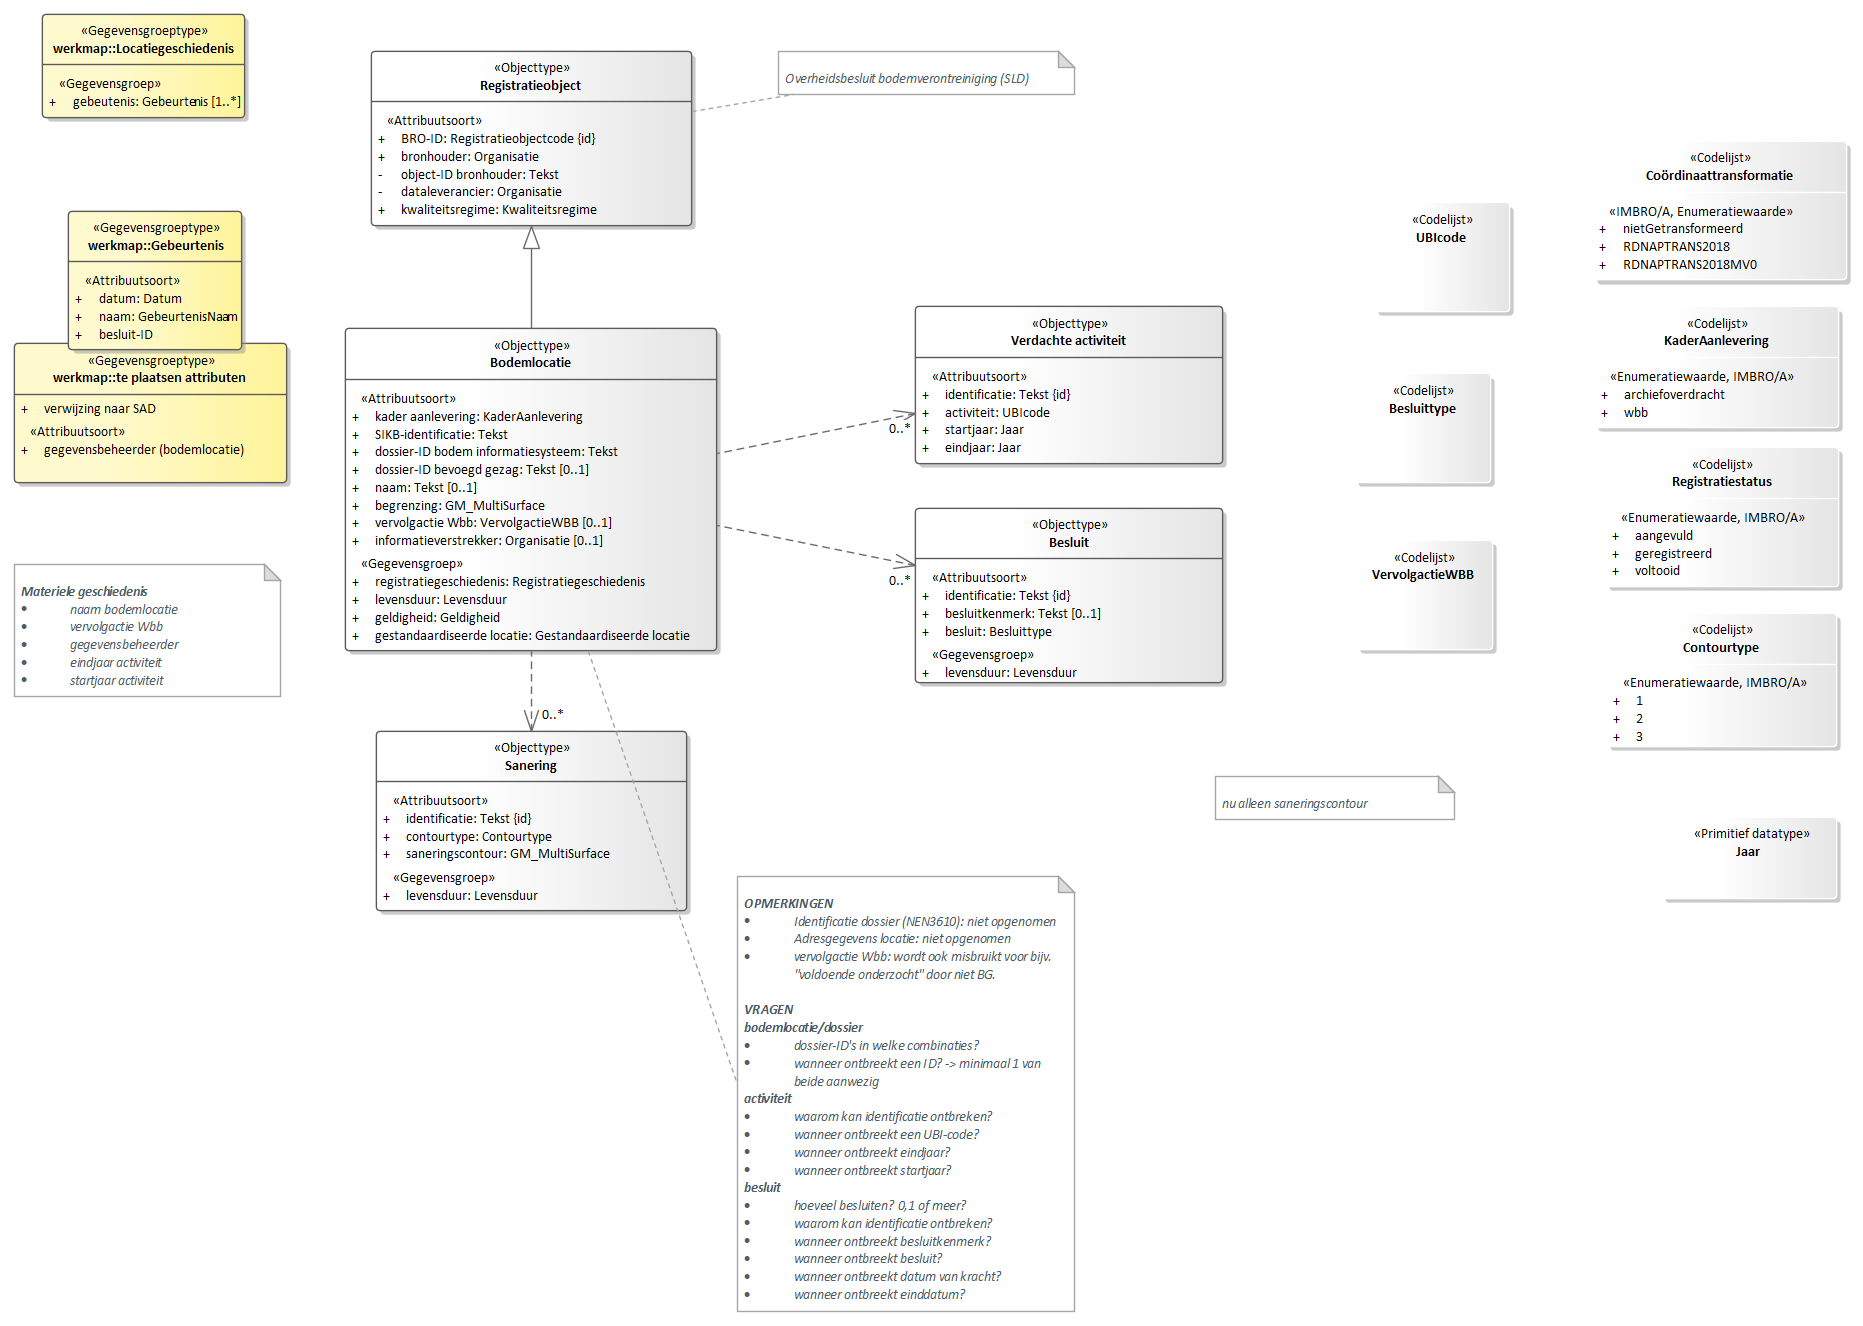 «Gegevensgroeptype»
werkmap::Locatiegeschiedenis
«Gegevensgroep»
+ gebeutenis: Gebeurtenis [1..*]
«Gegevensgroeptype»
werkmap::Gebeurtenis
«Attribuutsoort»
+ datum: Datum
+ naam: GebeurtenisNaam
+ besluit-ID
«Gegevensgroeptype»
werkmap::te plaatsen attributen
+ verwijzing naar SAD
«Attribuutsoort»
+ gegevensbeheerder (bodemlocatie)
Materiele geschiedenis
• naam bodemlocatie
• vervolgactie Wbb
• gegevensbeheerder
• eindjaar activiteit
• startjaar activiteit
«Objecttype»
Registratieobject
«Attribuutsoort»
+ BRO-ID: Registratieobjectcode {id}
+ bronhouder: Organisatie
- object-ID bronhouder: Tekst
- dataleverancier: Organisatie
+ kwaliteitsregime: Kwaliteitsregime
Overheidsbesluit bodemverontreiniging (SLD)
«Objecttype»
Bodemlocatie
«Attribuutsoort»
+ kader aanlevering: KaderAanlevering
+ SIKB-identificatie: Tekst
+ dossier-ID bodem informatiesysteem: Tekst
+ dossier-ID bevoegd gezag: Tekst [0..1]
+ naam: Tekst [0..1]
+ begrenzing: GM_MultiSurface
+ vervolgactie Wbb: VervolgactieWBB [0..1]
+ informatieverstrekker: Organisatie [0..1]
«Gegevensgroep»
+ registratiegeschiedenis: Registratiegeschiedenis
+ levensduur: Levensduur
+ geldigheid: Geldigheid
+ gestandaardiseerde locatie: Gestandaardiseerde locatie
0..*
«Objecttype»
Verdachte activiteit
«Attribuutsoort»
+ identificatie: Tekst {id}
+ activiteit: UBIcode
+ startjaar: Jaar
+ eindjaar: Jaar
0..*
«Objecttype»
Besluit
«Attribuutsoort»
+ identificatie: Tekst {id}
+ besluitkenmerk: Tekst [0..1]
+ besluit: Besluittype
«Gegevensgroep»
+ levensduur: Levensduur
0..*
«Objecttype»
Sanering
«Attribuutsoort»
+ identificatie: Tekst {id}
+ contourtype: Contourtype
+ saneringscontour: GM_MultiSurface
«Gegevensgroep»
+ levensduur: Levensduur
OPMERKINGEN
• Identificatie dossier (NEN3610): niet opgenomen
• Adresgegevens locatie: niet opgenomen
• vervolgactie Wbb: wordt ook misbruikt voor bijv.
"voldoende onderzocht" door niet BG.
VRAGEN
bodemlocatie/dossier
• dossier-ID's in welke combinaties?
• wanneer ontbreekt een ID? -> minimaal 1 van
beide aanwezig
activiteit
• waarom kan identificatie ontbreken?
• wanneer ontbreekt een UBI-code?
• wanneer ontbreekt eindjaar?
• wanneer ontbreekt startjaar?
besluit
• hoeveel besluiten? 0,1 of meer?
• waarom kan identificatie ontbreken?
• wanneer ontbreekt besluitkenmerk?
• wanneer ontbreekt besluit?
• wanneer ontbreekt datum van kracht?
• wanneer ontbreekt einddatum?
nu alleen saneringscontour
«Codelijst»
UBIcode
«Codelijst»
Besluittype
«Codelijst»
VervolgactieWBB
«Codelijst»
Coördinaattransformatie
«IMBRO/A, Enumeratiewaarde»
+ nietGetransformeerd
+ RDNAPTRANS2018
+ RDNAPTRANS2018MV0
«Codelijst»
KaderAanlevering
«Enumeratiewaarde, IMBRO/A»
+ archiefoverdracht
+ wbb
«Codelijst»
Registratiestatus
«Enumeratiewaarde, IMBRO/A»
+ aangevuld
+ geregistreerd
+ voltooid
«Codelijst»
Contourtype
«Enumeratiewaarde, IMBRO/A»
+ 1
+ 2
+ 3
«Primitief datatype»
Jaar